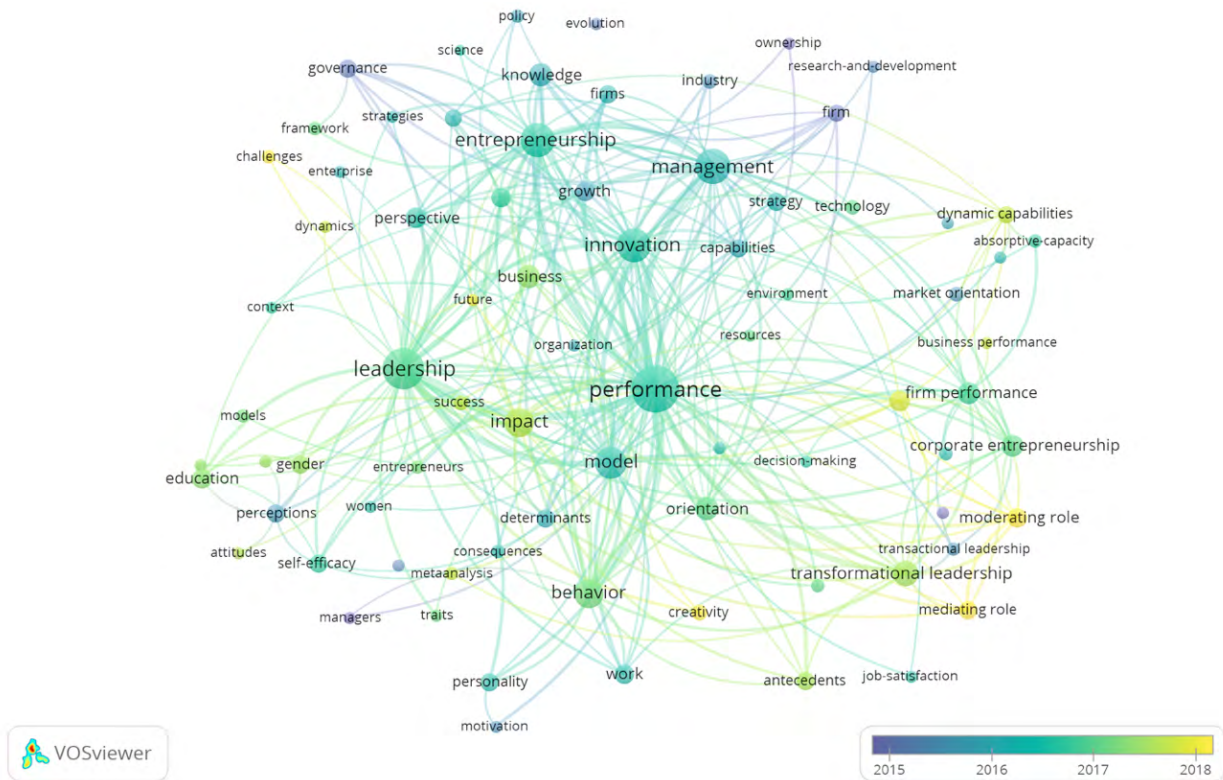 policy
evolution
ownership
science
governance
knowledge
industry
research-and-development
firms
strategies
firm
framework
entrepreneurship
challenges
enterprise
management
growth
strategy
technology
dynamics
perspective
dynamic capabilities
innovation
capabilities
absorptive-capacity
business
future
environment
market orientation
context
resources
organization
business performance
leadership
performance
firm performance
success
models
impact
corporate entrepreneurship
education
gender
entrepreneurs
model
decision-making
perceptions
women
determinants
orientation
moderating role
attitudes
self-efficacy
consequences
transactional leadership
metaanalysis
transformational leadership
behavior
managers
traits
creativity
mediating role
personality
work
antecedents
job-satisfaction
motivation
VOSviewer
2015 2016 2017 2018